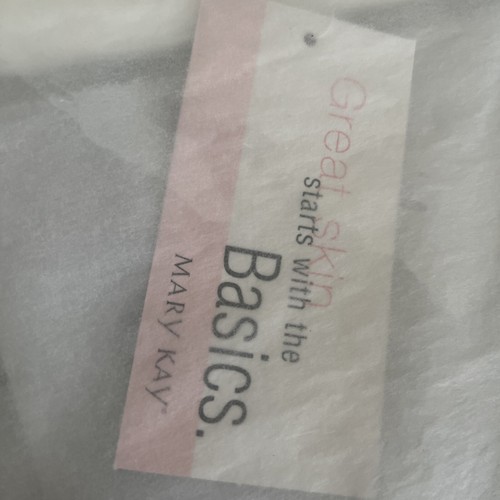 Great skin
starts with the
Basics.
MARY KAY